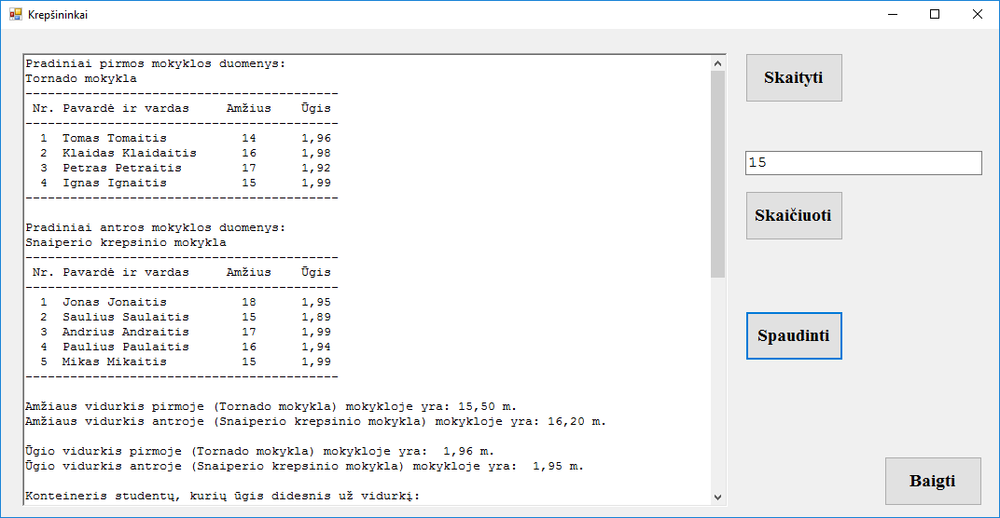 Krepšininkai
Pradiniai pirmos mokyklos duomenys:
Tornado mokykla
------------------------------------------
 Nr. Pavardė ir vardas     Amžius    Ūgis
------------------------------------------
  1  Tomas Tomaitis          14      1,96
  2  Klaidas Klaidaitis      16      1,98
  3  Petras Petraitis        17      1,92
  4  Ignas Ignaitis          15      1,99
------------------------------------------
Pradiniai antros mokyklos duomenys:
Snaiperio krepsinio mokykla
------------------------------------------
 Nr. Pavardė ir vardas     Amžius    Ūgis
------------------------------------------
  1  Jonas Jonaitis          18      1,95
  2  Saulius Saulaitis       15      1,89
  3  Andrius Andraitis       17      1,99
  4  Paulius Paulaitis       16      1,94
  5  Mikas Mikaitis          15      1,99
------------------------------------------
Amžiaus vidurkis pirmoje (Tornado mokykla) mokykloje yra: 15,50 m.
Amžiaus vidurkis antroje (Snaiperio krepsinio mokykla) mokykloje yra: 16,20 m.
Ūgio vidurkis pirmoje (Tornado mokykla) mokykloje yra:  1,96 m.
Ūgio vidurkis antroje (Snaiperio krepsinio mokykla) mokykloje yra:  1,95 m.
Konteineris studentų, kurių ūgis didesnis už vidurkį:
Skaityti
15
Skaičiuoti
Spaudinti
Baigti